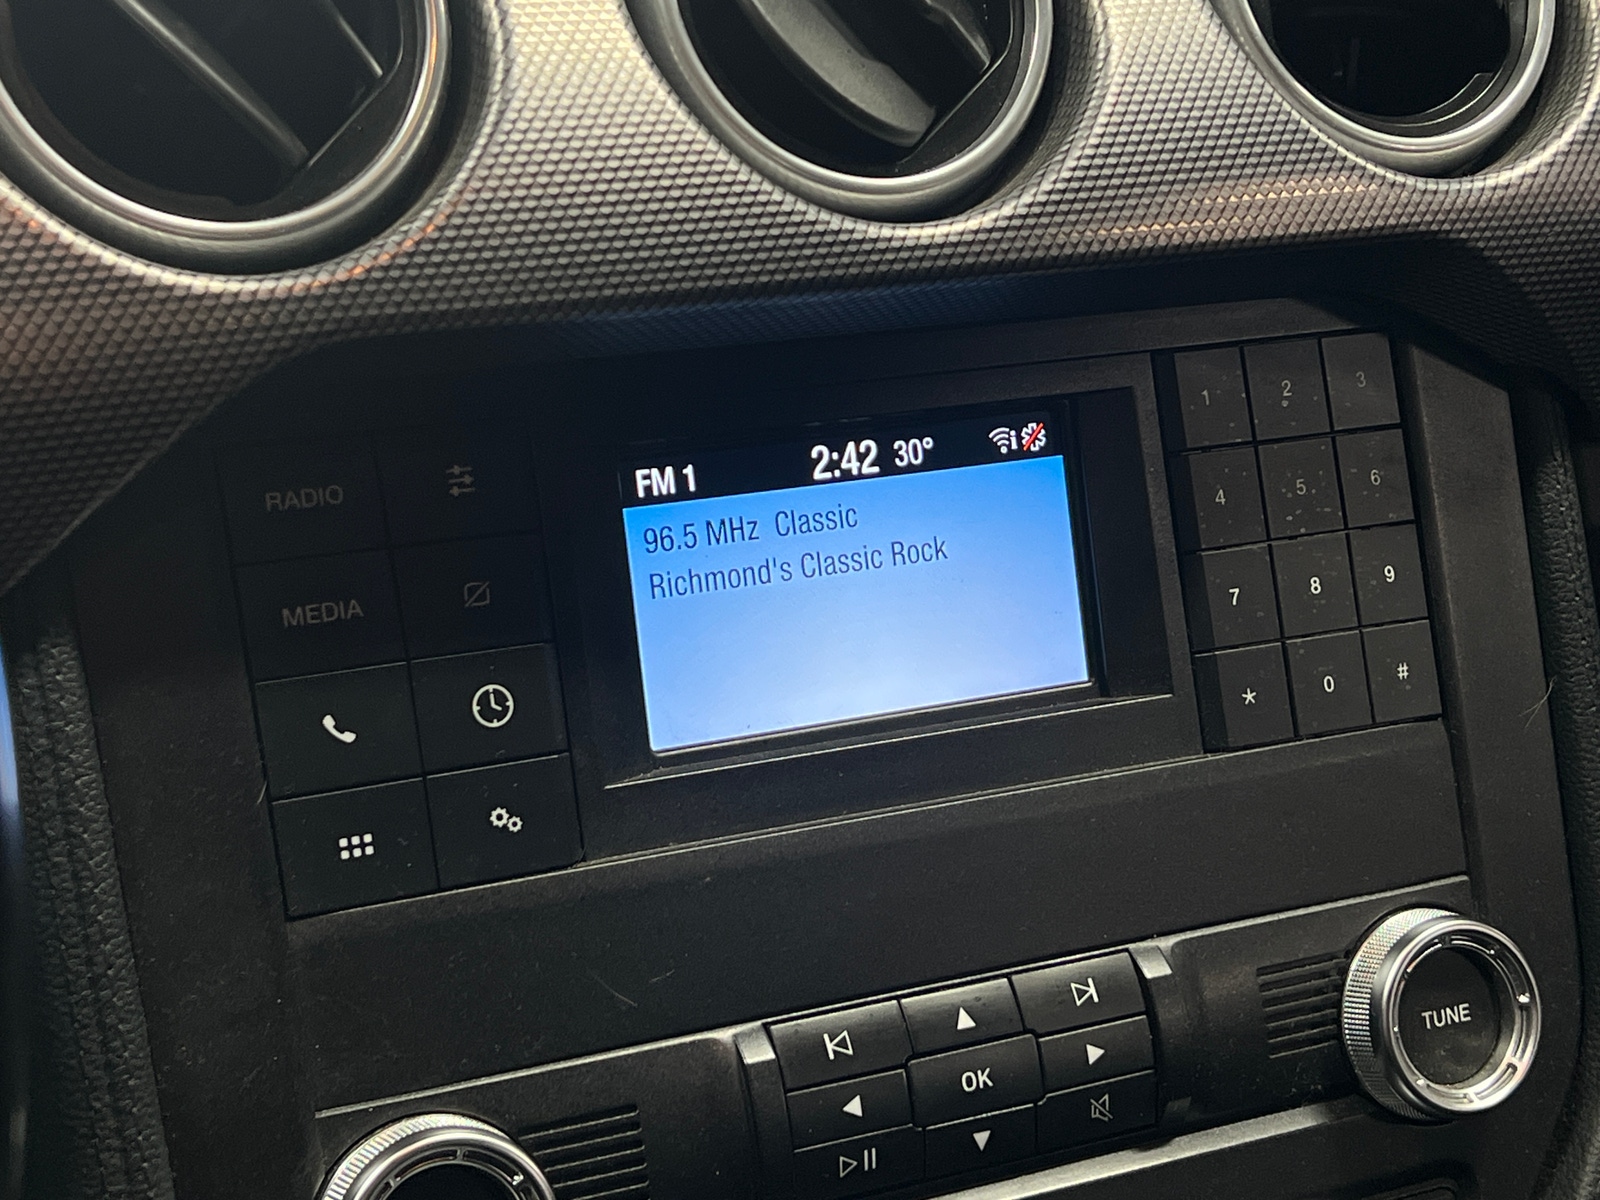 FM 1 2:42 30°
96.5 MHz Classic
Richmond's Classic Rock
RADIO
MEDIA
1 2 3
4 5 6
7 8 9
* 0 #
OK
TUNE